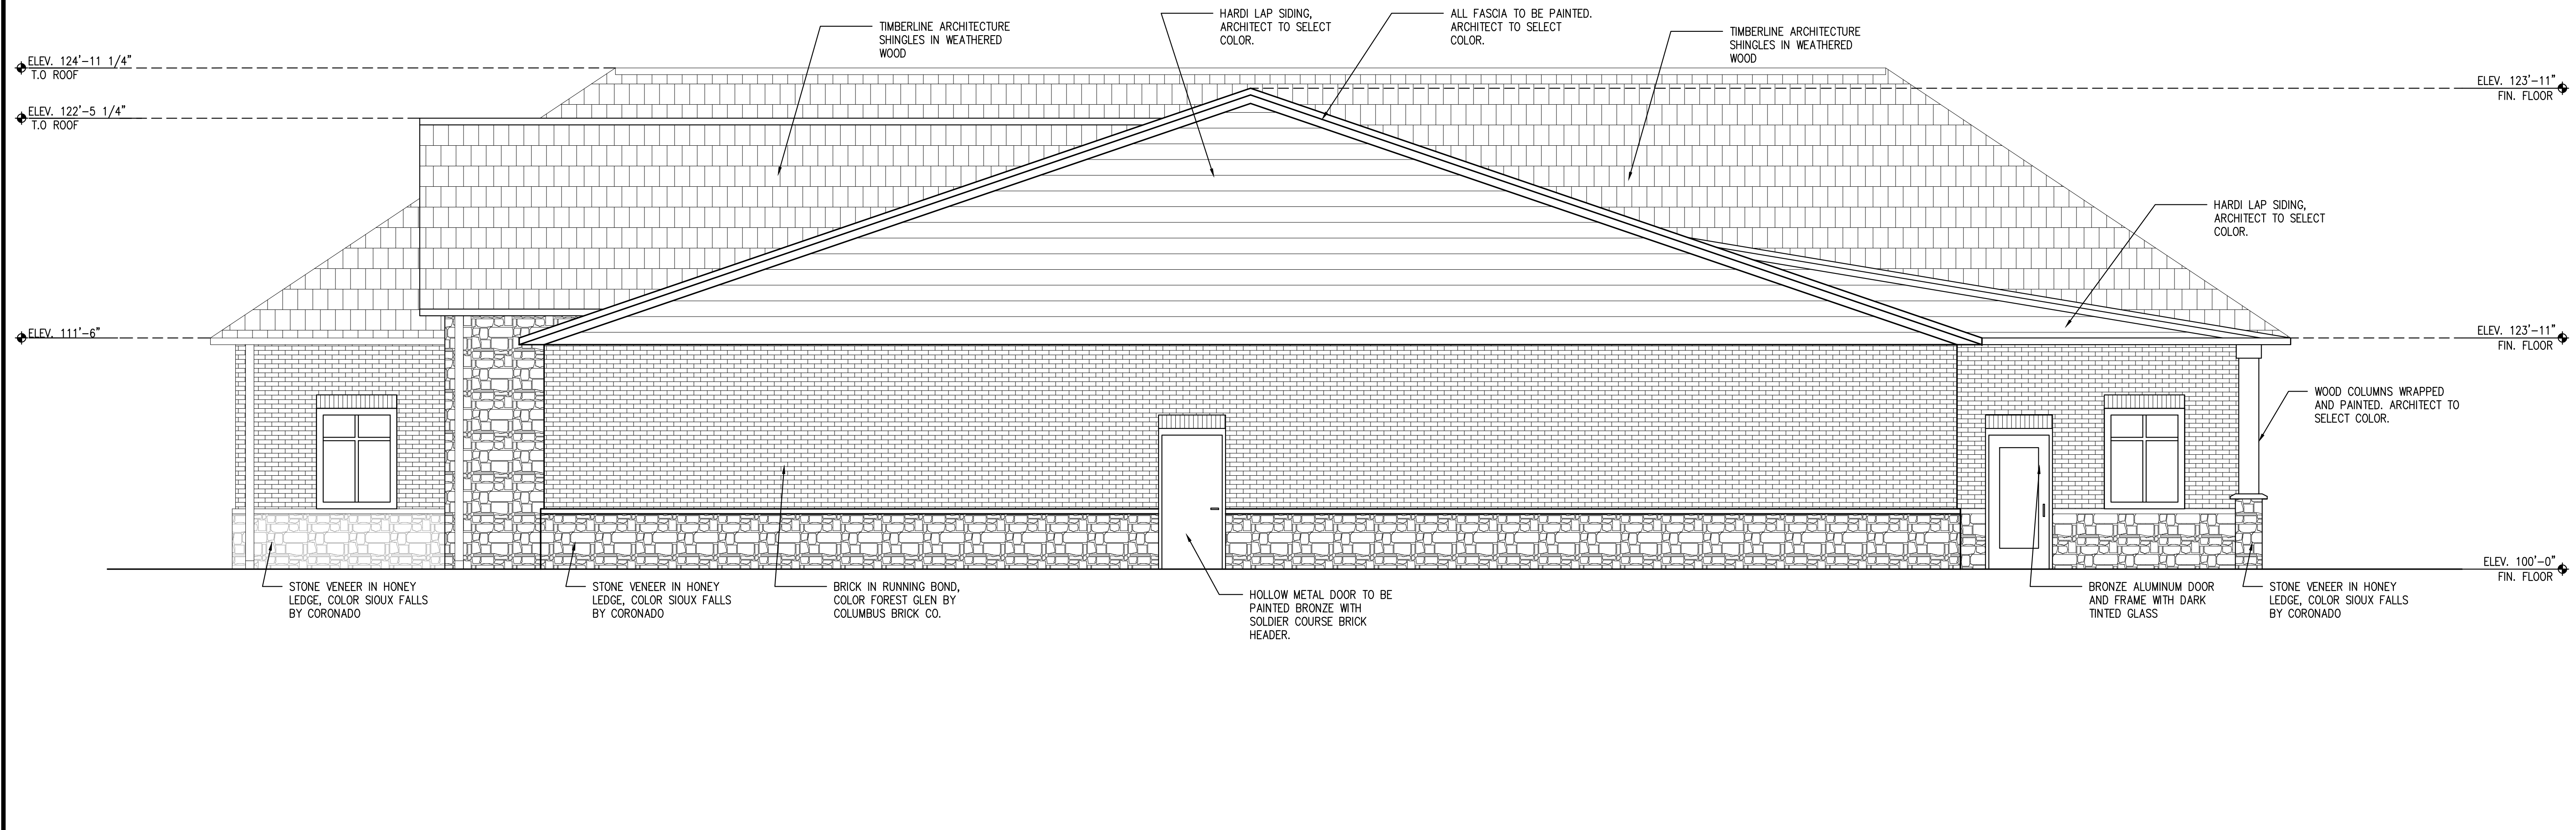 TIMBERLINE ARCHITECTURE
SHINGLES IN WEATHERED
WOOD
HARDI LAP SIDING,
ARCHITECT TO SELECT
COLOR.
ALL FASCIA TO BE PAINTED.
ARCHITECT TO SELECT
COLOR.
TIMBERLINE ARCHITECTURE
SHINGLES IN WEATHERED
WOOD
ELEV. 124'-11 1/4"
T.O ROOF
ELEV. 123'-11"
FIN. FLOOR
ELEV. 122'-5 1/4"
T.O ROOF
HARDI LAP SIDING,
ARCHITECT TO SELECT
COLOR.
ELEV. 111'-6"
ELEV. 123'-11"
FIN. FLOOR
WOOD COLUMNS WRAPPED
AND PAINTED. ARCHITECT TO
SELECT COLOR.
ELEV. 100'-0"
FIN. FLOOR
STONE VENEER IN HONEY
LEDGE, COLOR SIOUX FALLS
BY CORONADO
STONE VENEER IN HONEY
LEDGE, COLOR SIOUX FALLS
BY CORONADO
BRICK IN RUNNING BOND,
COLOR FOREST GLEN BY
COLUMBUS BRICK CO.
HOLLOW METAL DOOR TO BE
PAINTED BRONZE WITH
SOLDIER COURSE BRICK
HEADER.
BRONZE ALUMINUM DOOR
AND FRAME WITH DARK
TINTED GLASS
STONE VENEER IN HONEY
LEDGE, COLOR SIOUX FALLS
BY CORONADO